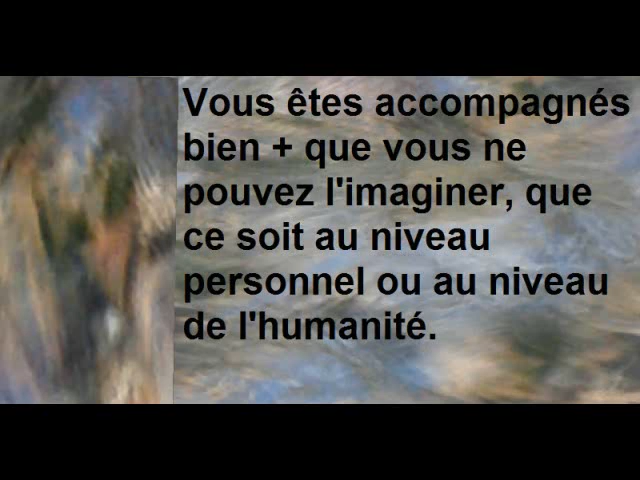 Vous êtes accompagnés
bien + que vous ne
pouvez l'imaginer, que
ce soit au niveau
personnel ou au niveau
de l'humanité.